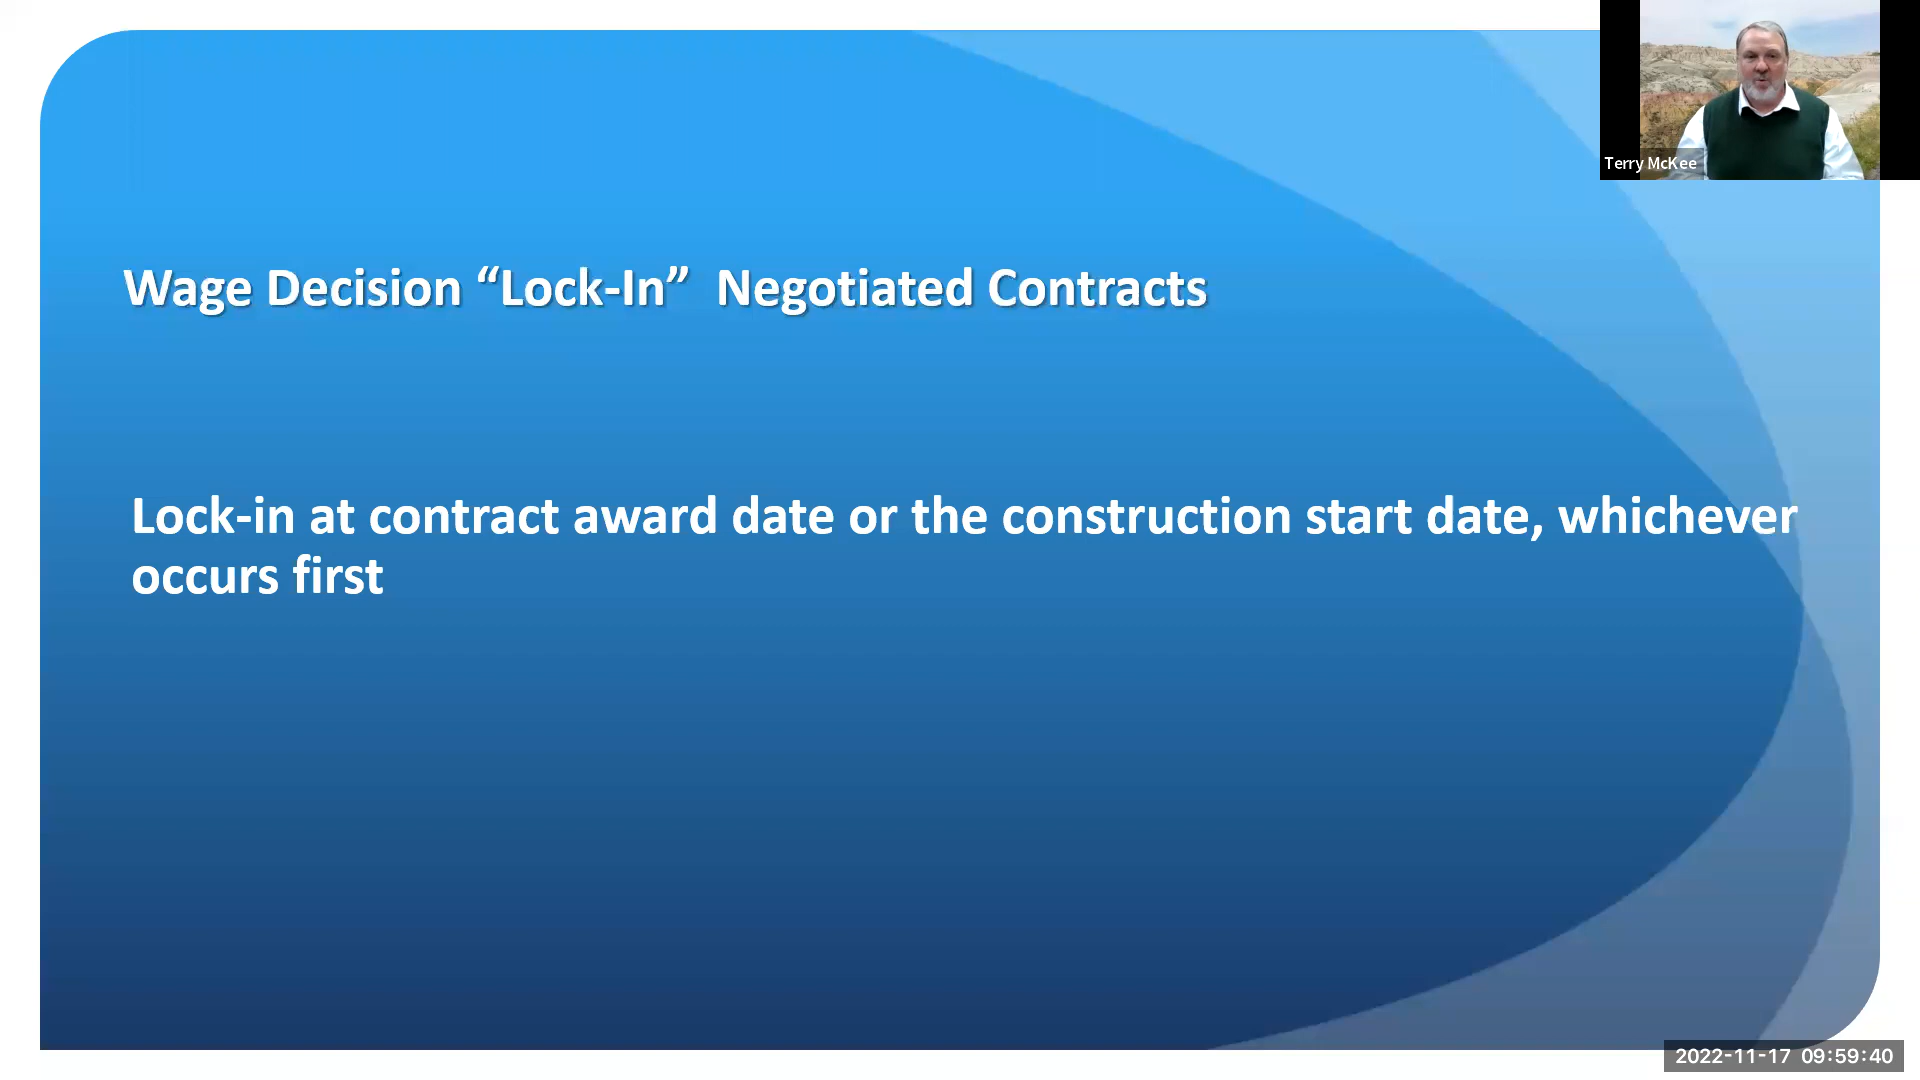 Terry McKee
Wage Decision “Lock-In”  Negotiated Contracts
Lock-in at contract award date or the construction start date, whichever
occurs first
2022-11-17 09:59:40